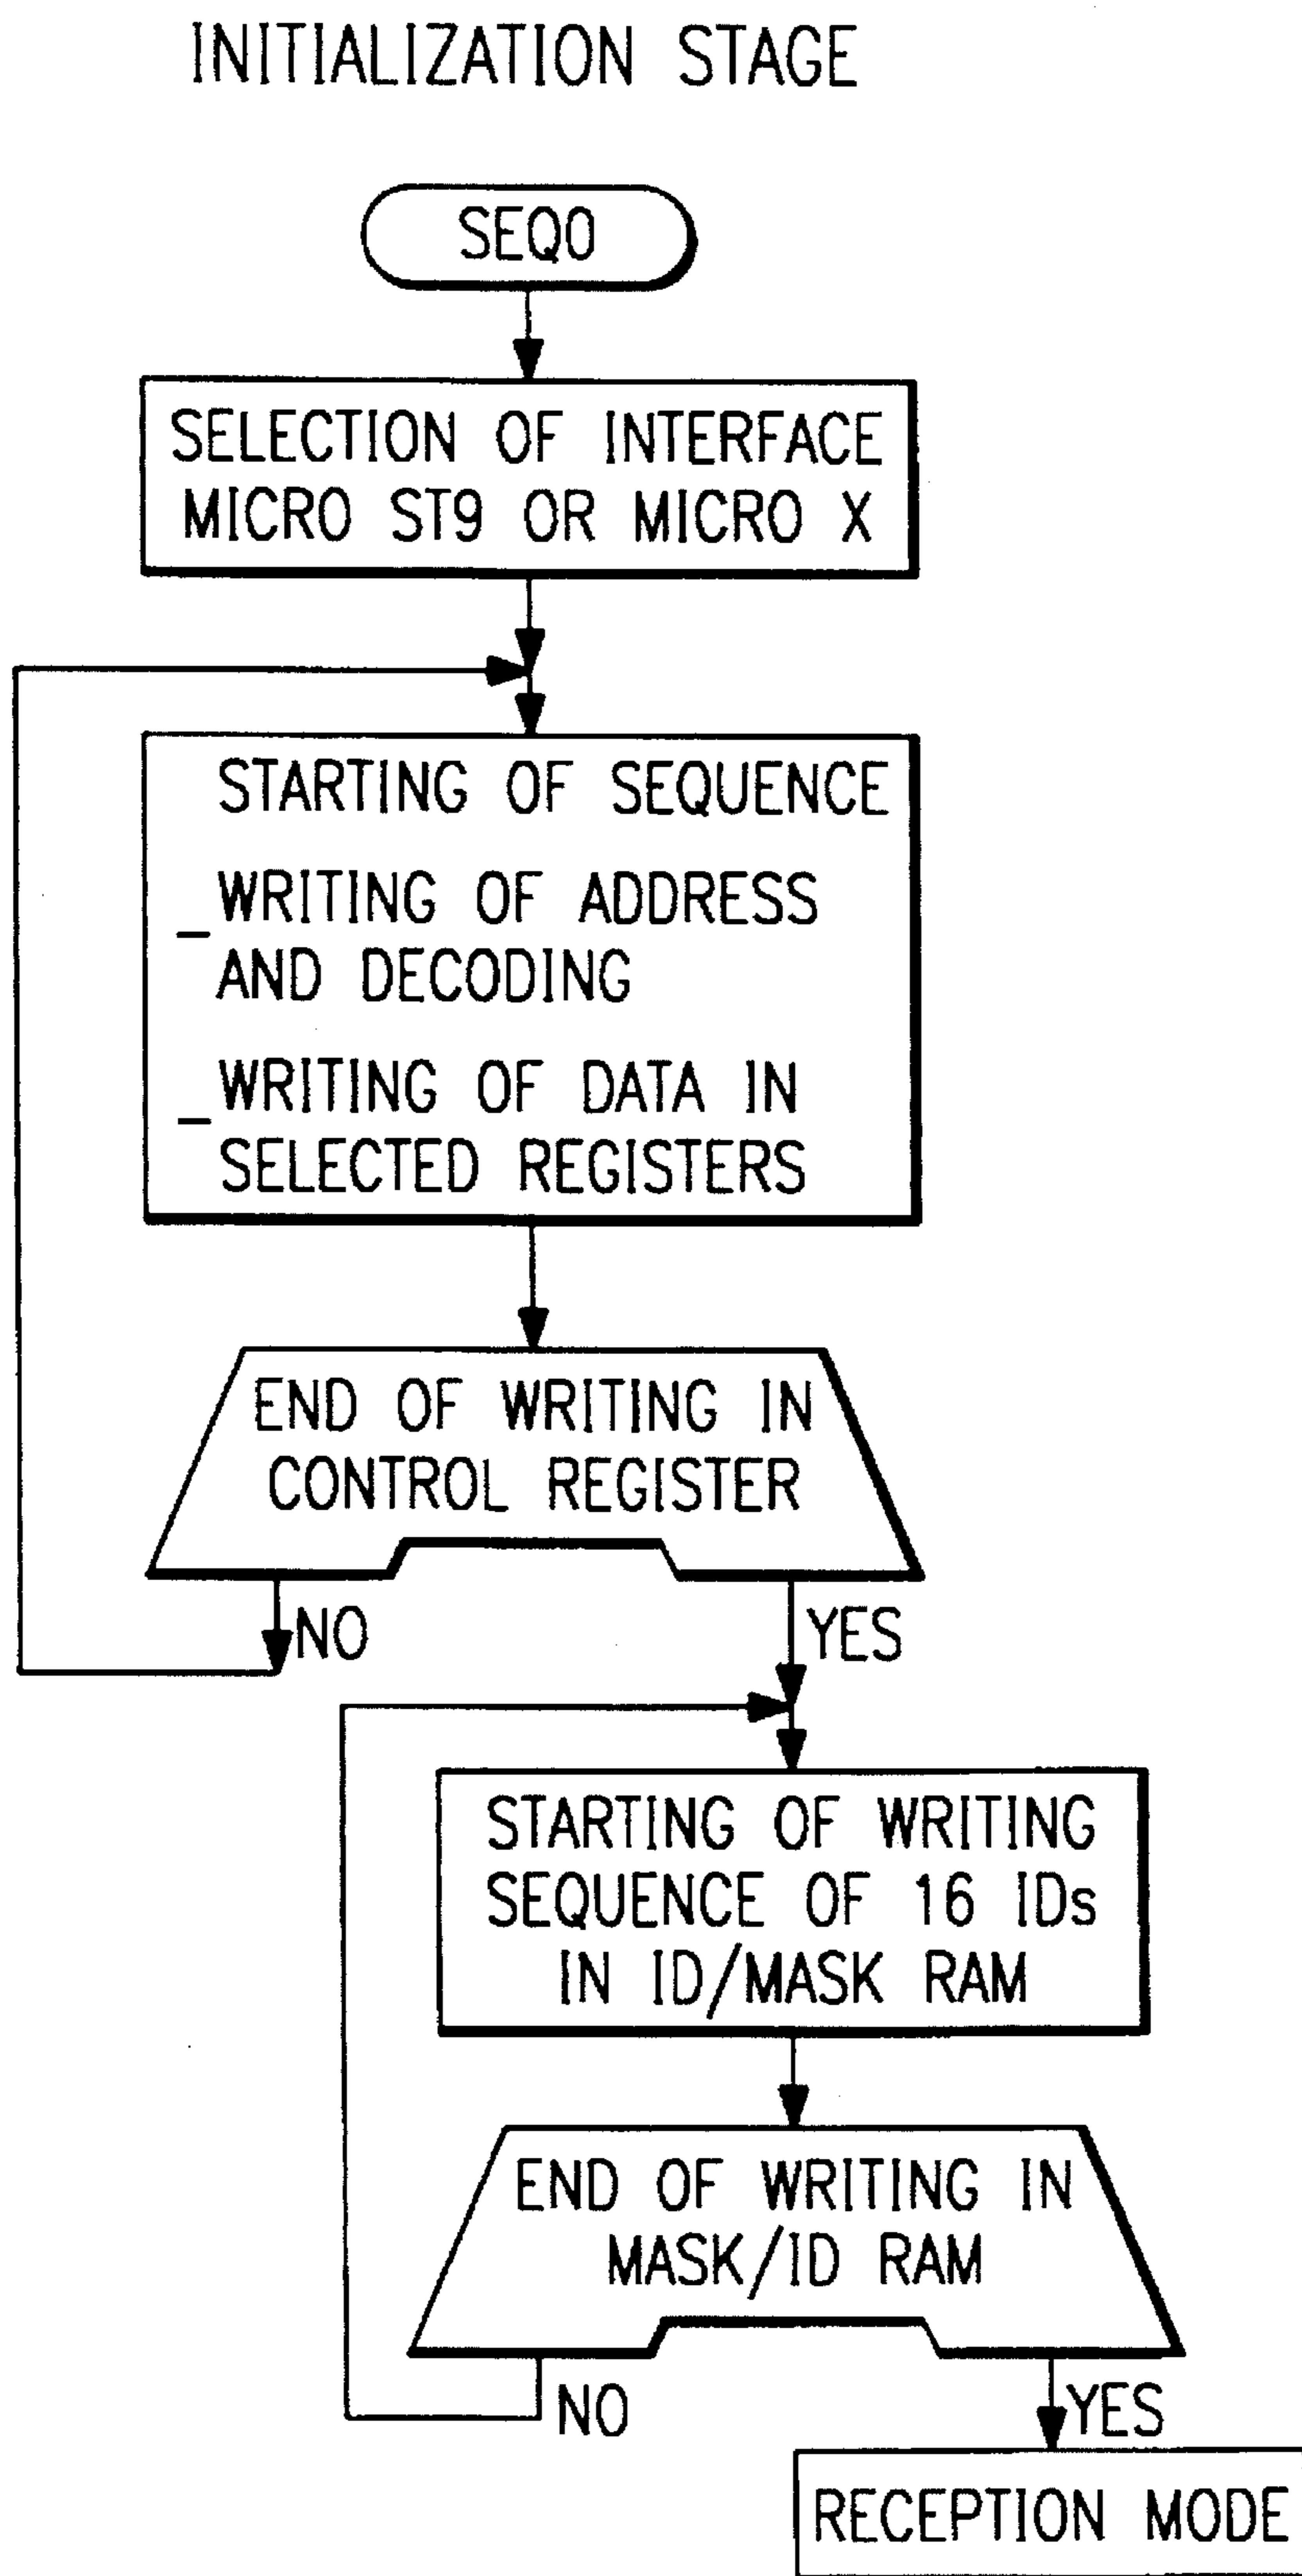 INITIALIZATION STAGE
SEQ0
SELECTION OF INTERFACE
MICRO ST9 OR MICRO X
STARTING OF SEQUENCE
_WRITING OF ADDRESS
AND DECODING
_WRITING OF DATA IN
SELECTED REGISTERS
END OF WRITING IN
CONTROL REGISTER
NO
YES
STARTING OF WRITING
SEQUENCE OF 16 IDs
IN ID/MASK RAM
END OF WRITING IN
MASK/ID RAM
NO
YES
RECEPTION MODE